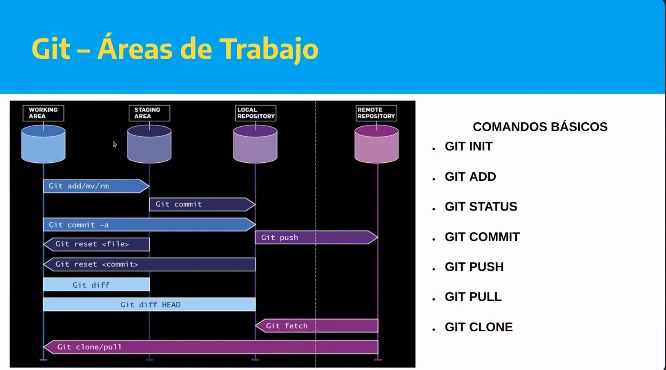 Git – Áreas de Trabajo
WORKING
AREA
STAGING
AREA
LOCAL
REPOSITORY
REMOTE
REPOSITORY
Git add/mv/rm
Git commit
Git commit -a
Git push
Git reset <file>
Git reset <commit>
Git diff
Git diff HEAD
Git fetch
Git clone/pull
COMANDOS BÁSICOS
• GIT INIT
• GIT ADD
• GIT STATUS
• GIT COMMIT
• GIT PUSH
• GIT PULL
• GIT CLONE